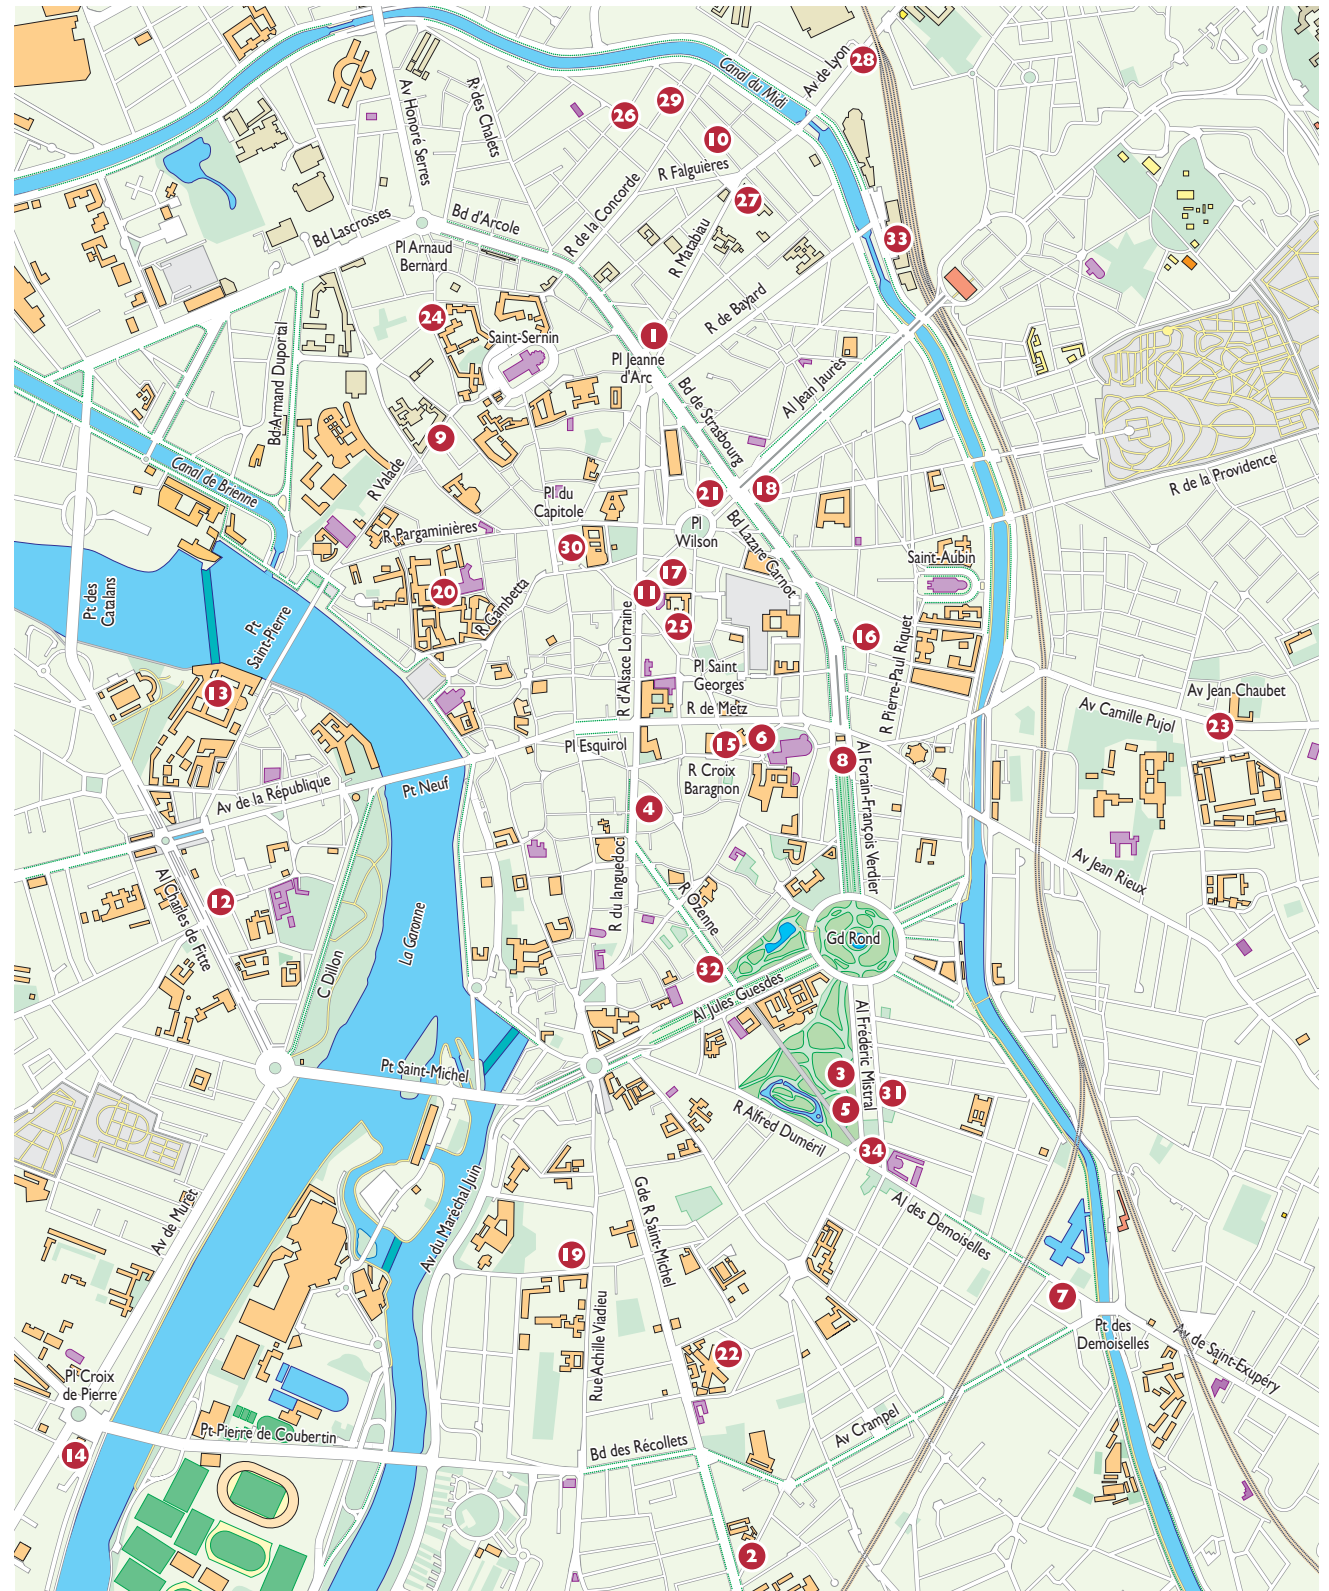 Canal du Midi
Av de Lyon
28
Av Honoré Serres
R des Chalets
26
29
10
R Falguières
27
R de la Concorde
Bd d'Arcole
Bd Lascrosses
Pl Arnaud
Bernard
R Matabiau
33
R de Bayard
24
Saint-Sernin
1
Pl Jeanne
d'Arc
Bd Armand Duportal
Al Jean Jaurès
Bd de Strasbourg
9
R Valade
Canal de Brienne
R de la Providence
Pl du
Capitole
21
18
R Pargaminières
Pl
Wilson
Bd Lazare Carnot
30
Saint-Aubin
17
11
20
R Gambetta
25
Pt des
Catalans
Pt
Saint-Pierre
R d'Alsace Lorraine
16
R Pierre-Paul Riquet
Pl Saint
Georges
13
R de Metz
Av Jean Chaubet
Av Camille Pujol
23
Pl Esquirol
15
6
8
R Croix
Baragnon
Pt Neuf
Av de la République
4
Al Forain-François Verdier
R du languedoc
Av Jean Rieux
R Ozenne
12
Al Charles de Fitte
La Garonne
Gd Rond
C Dillon
32
Al Jules Guesdes
Pt Saint-Michel
Al Frédéric Mistral
3
31
5
R Alfred Duméril
34
Al des Demoiselles
Av de Muret
Av du Maréchal Juin
Gde R Saint-Michel
19
7
Rue Achille Viadieu
Pt des
Demoiselles
Av de Saint-Exupéry
22
Pl Croix
de Pierre
14
Pt Pierre de Coubertin
Bd des Récollets
Av Crampel
2